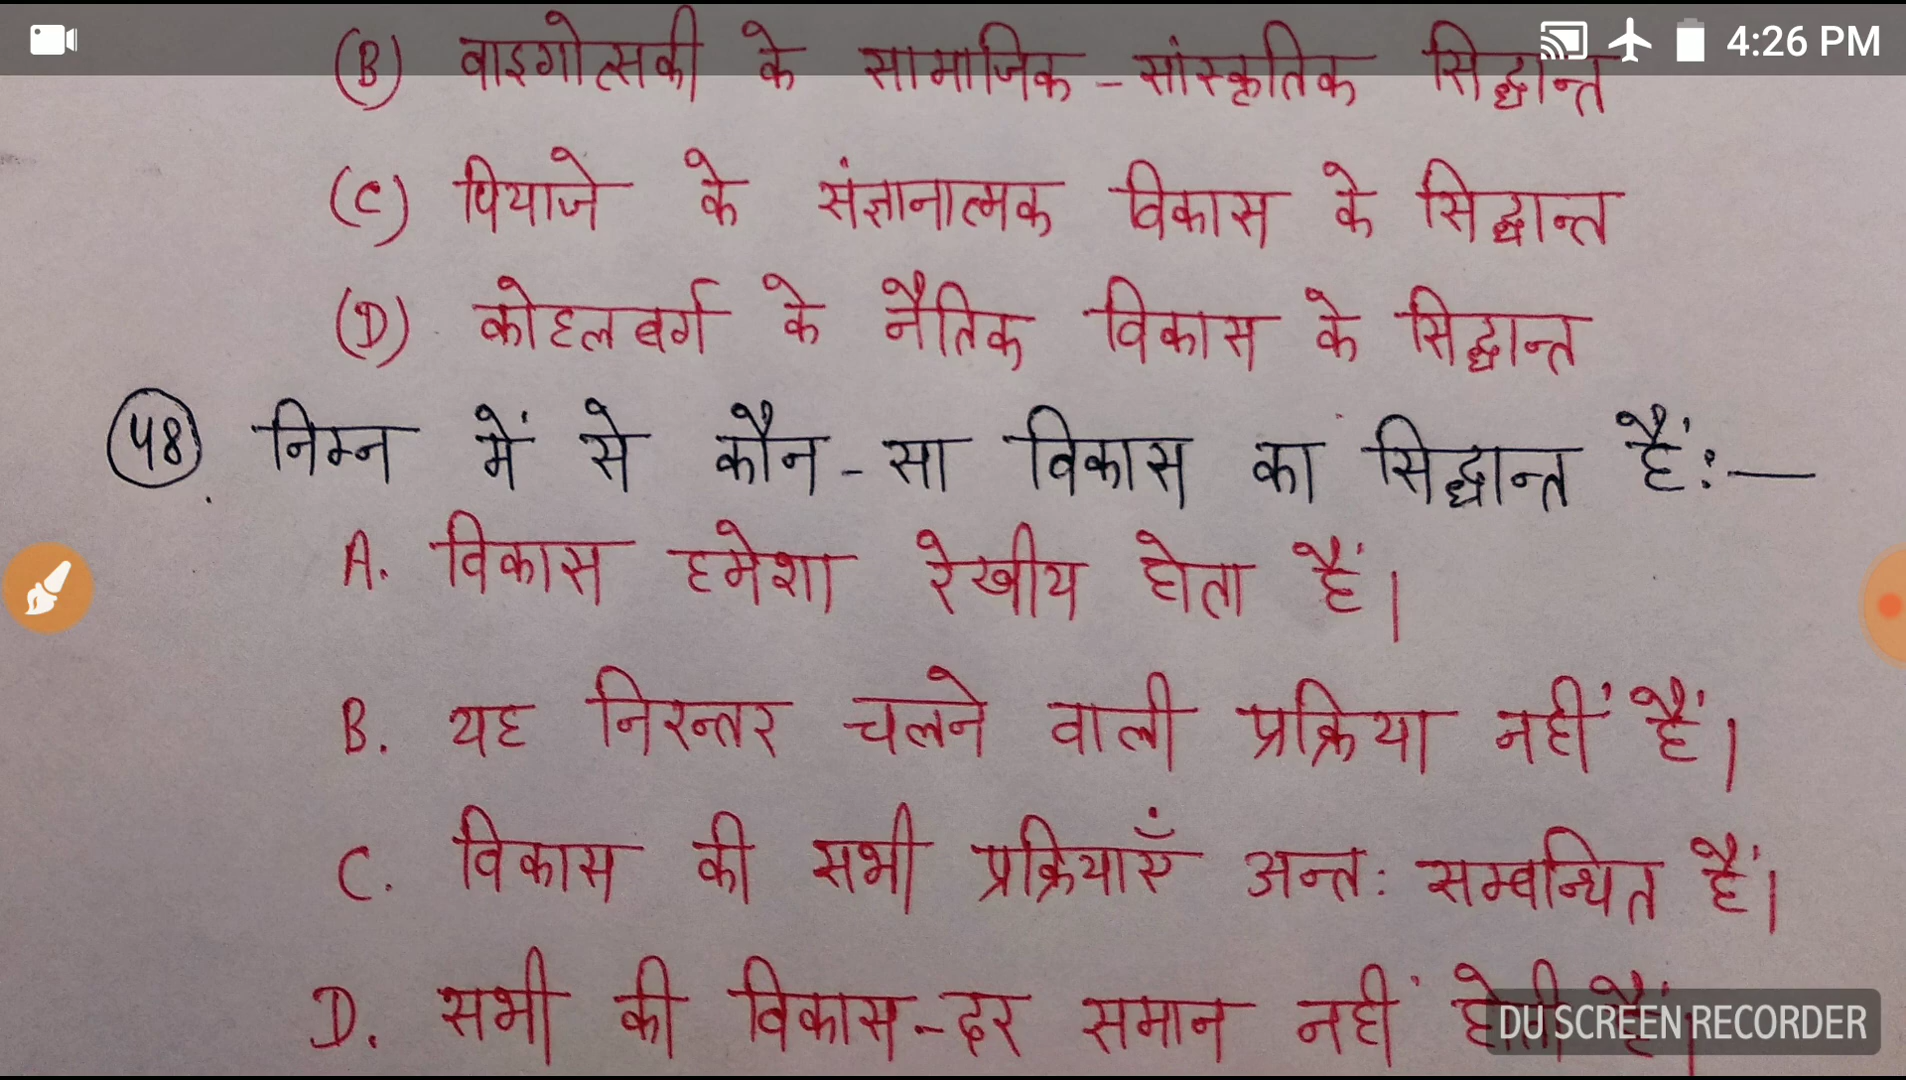 4:26 PM
(B) वाइगोत्सकी के सामाजिक - सांस्कृतिक सिद्धान्त
(C) पियाजे के संज्ञानात्मक विकास के सिद्धान्त
(D) कोहलबर्ग के नैतिक विकास के सिद्धान्त
48 निम्न में से कौन - सा विकास का सिद्धान्त हैं:—
A. विकास हमेशा रेखीय होता हैं।
B. यह निरन्तर चलने वाली प्रक्रिया नहीं हैं।
C. विकास की सभी प्रक्रियाएँ अन्त: सम्बन्धित हैं।
D. सभी की विकास-दर समान नहीं होती हैं।
DU SCREEN RECORDER